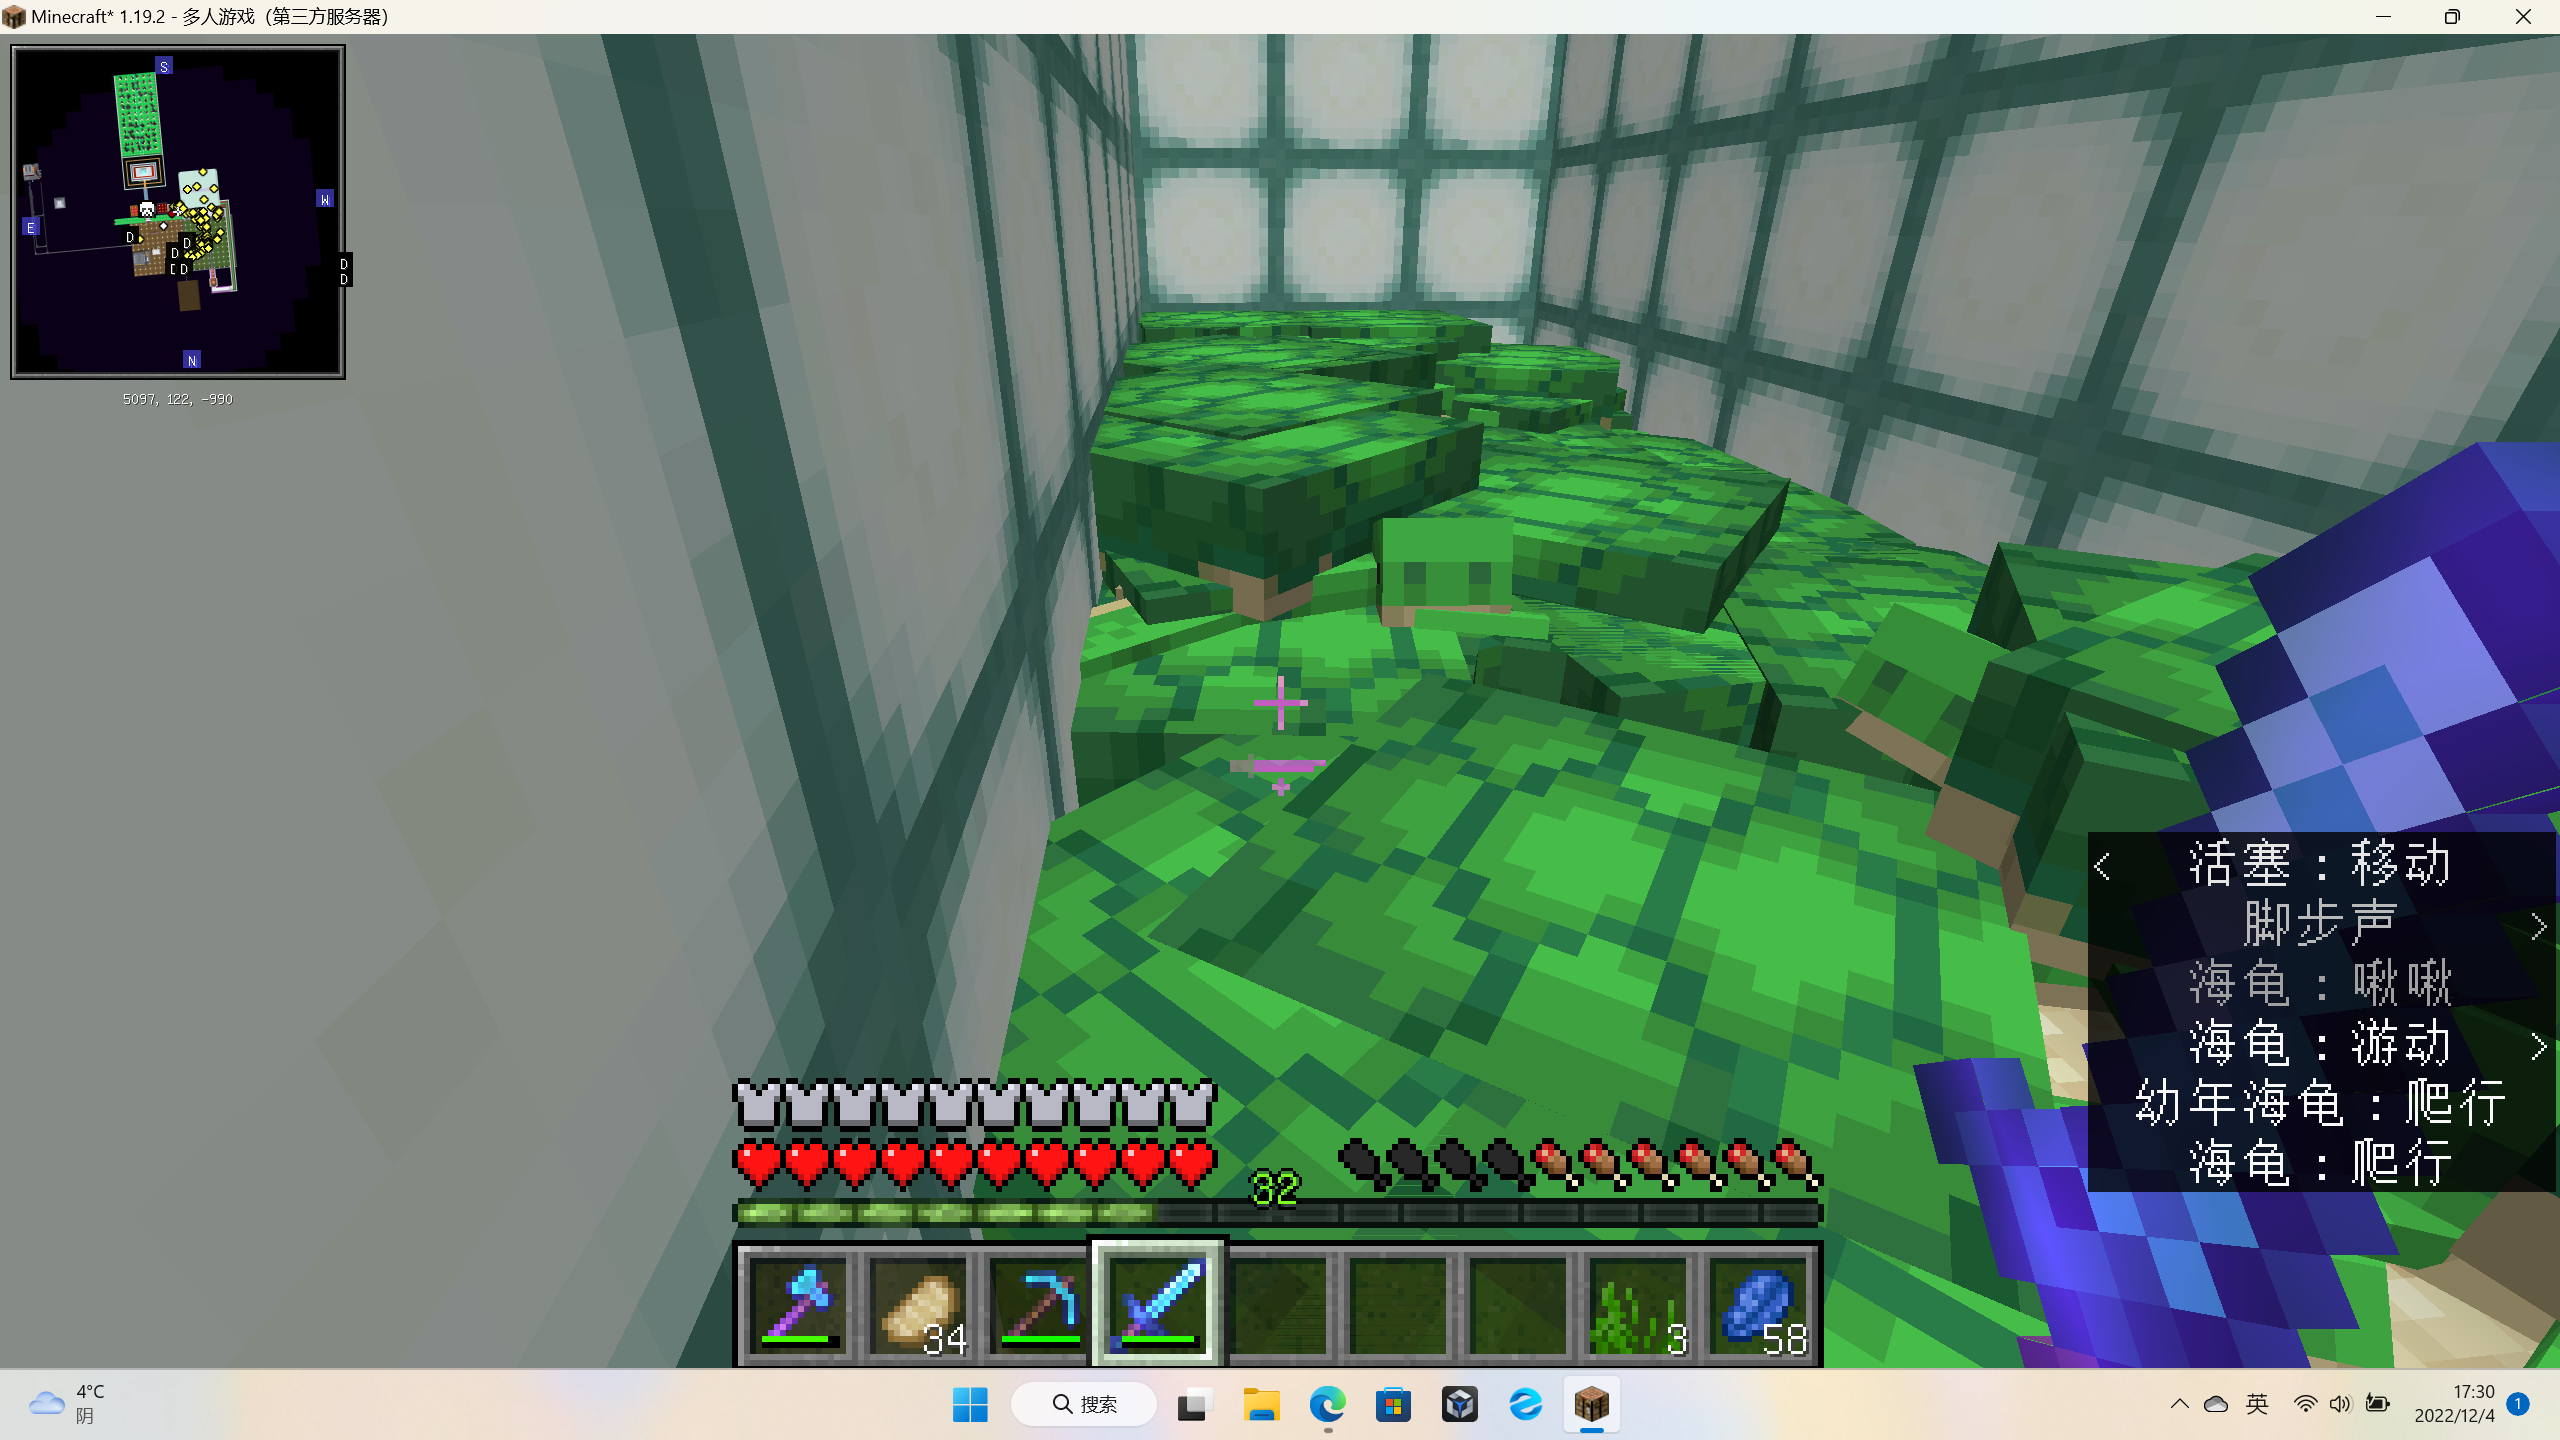 Minecraft* 1.19.2 - 多人游戏（第三方服务器）
S
W
E
D
D
D
D
D
D
N
5097, 122, -990
< 活塞：移动
脚步声 >
海龟：啾啾
海龟：游动 >
幼年海龟：爬行
海龟：爬行
32
34
3
58
4°C
阴
搜索
英
17:30
2022/12/4
1